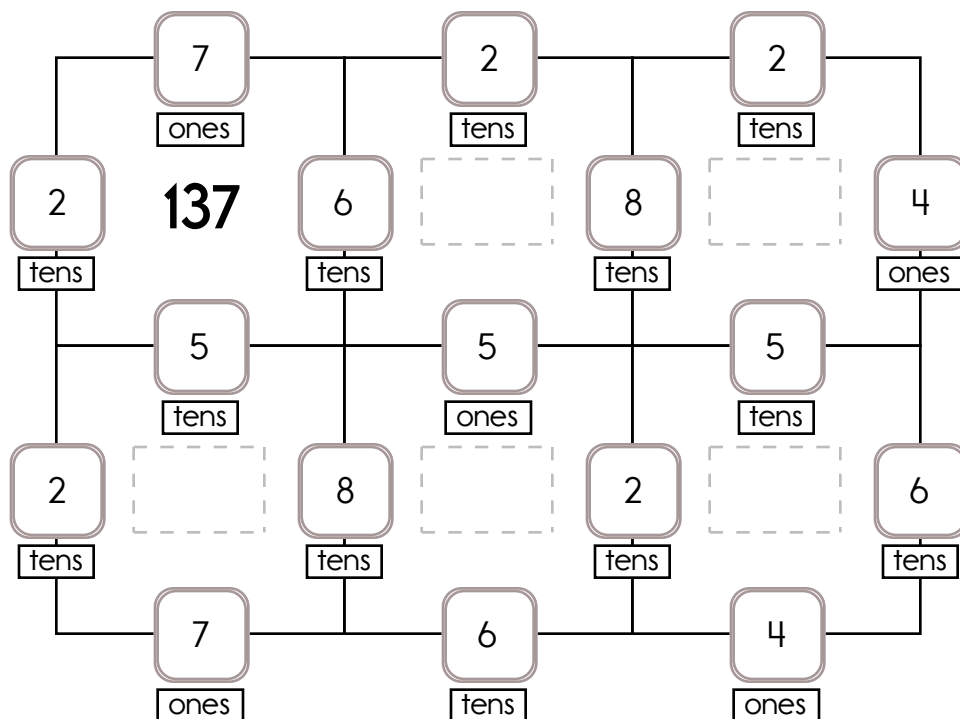 7 2 2
ones tens tens
2 137 6 8 4
tens tens tens ones
5 5 5
tens ones tens
2 8 2 6
tens tens tens tens
7 6 4
ones tens ones